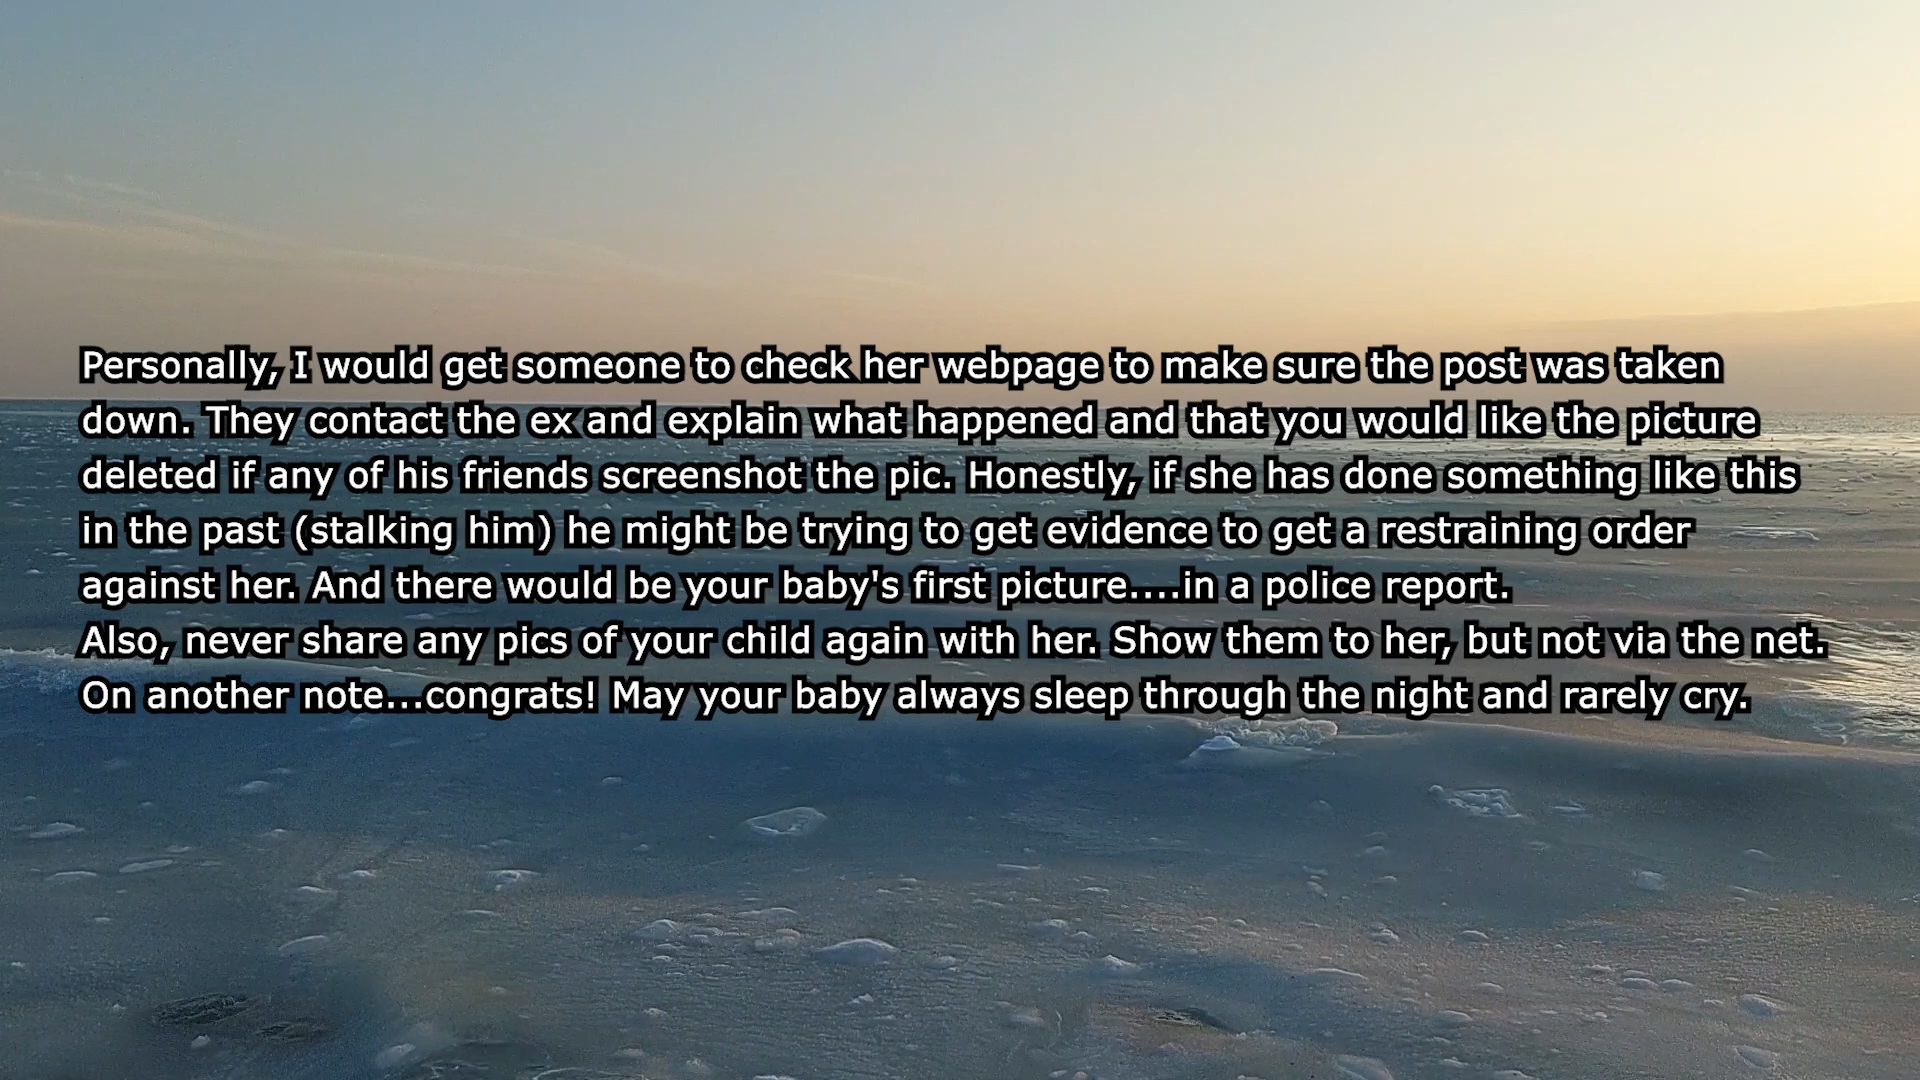 Personally, I would get someone to check her webpage to make sure the post was taken
down. They contact the ex and explain what happened and that you would like the picture
deleted if any of his friends screenshot the pic. Honestly, if she has done something like this
in the past (stalking him) he might be trying to get evidence to get a restraining order
against her. And there would be your baby's first picture....in a police report.
Also, never share any pics of your child again with her. Show them to her, but not via the net.
On another note...congrats! May your baby always sleep through the night and rarely cry.